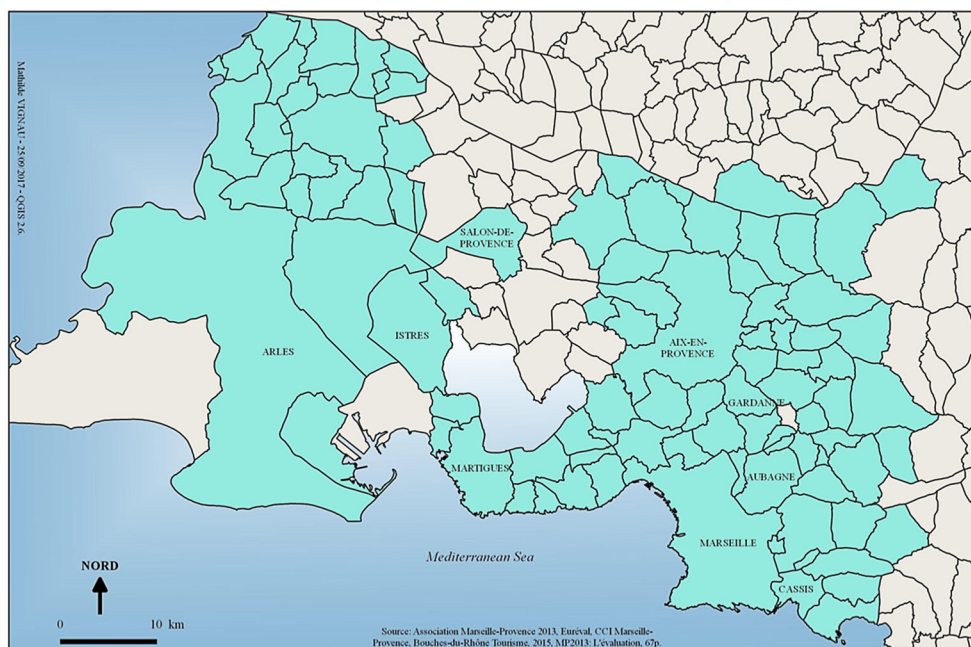 Mathilde VIGNAU - 25/09/2017 - QGIS 2.6.
SALON-DE-
PROVENCE
ISTRES
ARLES
AIX-EN-
PROVENCE
GARDANNE
MARTIGUES
AUBAGNE
MARSEILLE
CASSIS
Mediterranean Sea
NORD
0 10 km
Source: Association Marseille-Provence 2013, Euréval, CCI Marseille-
Provence, Bouches-du-Rhône Tourisme, 2015, MP2013: L'évaluation, 67p.